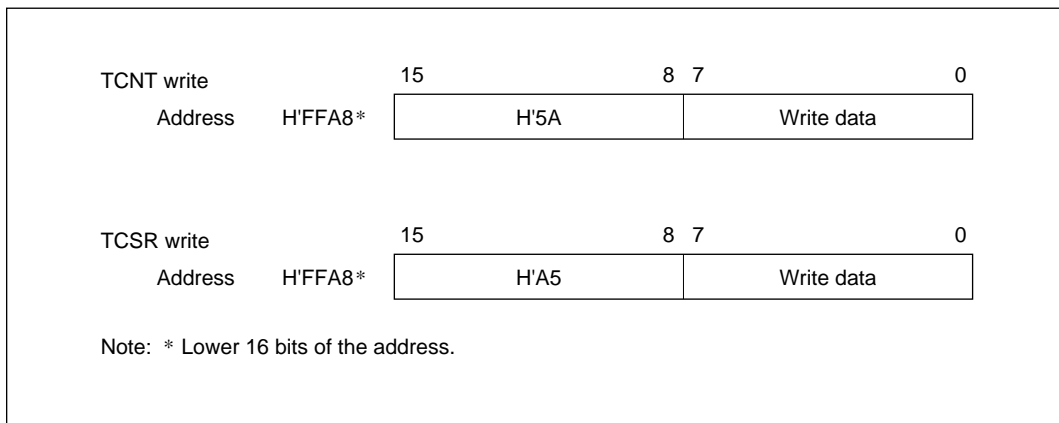 TCNT write 15 8 7 0
Address H'FFA8* H'5A Write data
TCSR write 15 8 7 0
Address H'FFA8* H'A5 Write data
Note: * Lower 16 bits of the address.